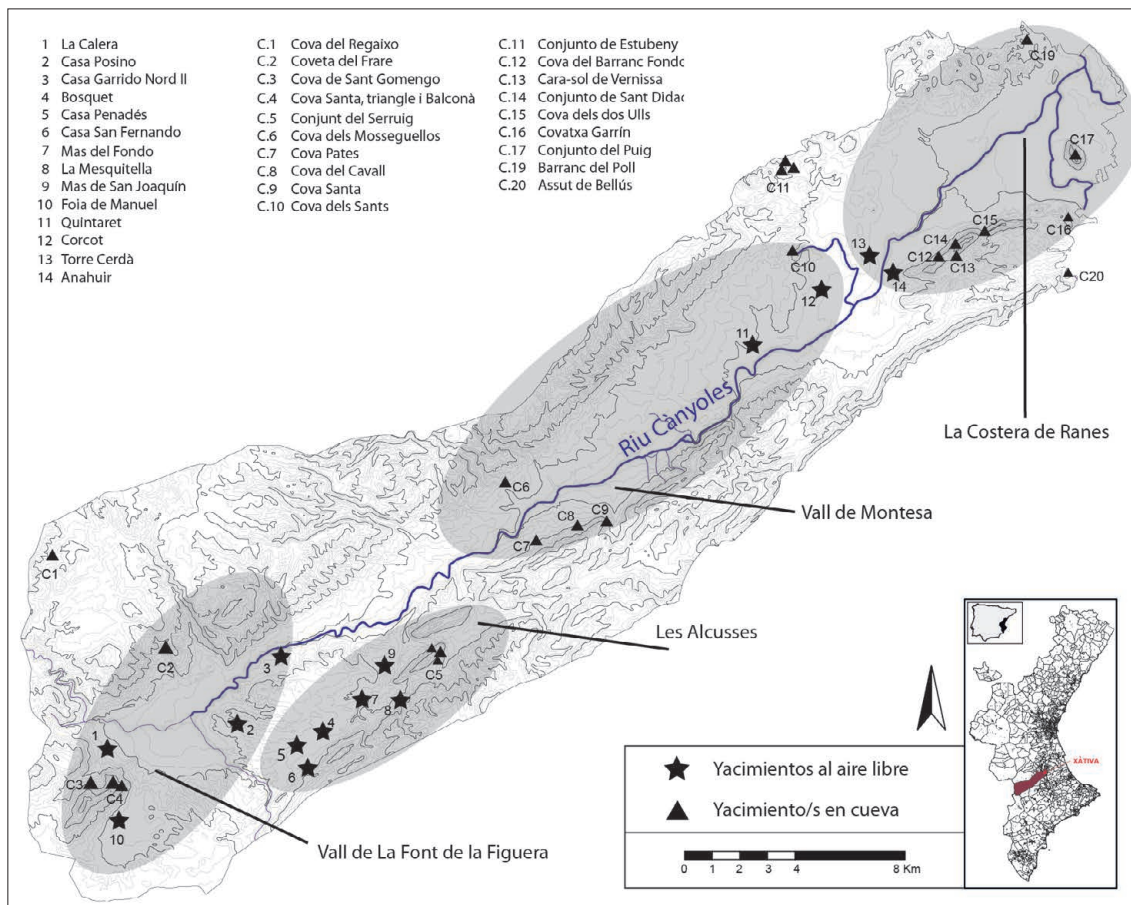 1 La Calera
2 Casa Posino
3 Casa Garrido Nord II
4 Bosquet
5 Casa Penadés
6 Casa San Fernando
7 Mas del Fondo
8 La Mesquitella
9 Mas de San Joaquín
10 Foia de Manuel
11 Quintaret
12 Corcot
13 Torre Cerdà
14 Anahuir
C.1 Cova del Regaixo
C.2 Coveta del Frare
C.3 Cova de Sant Gomengo
C.4 Cova Santa, triangle i Balconà
C.5 Conjunt del Serruig
C.6 Cova dels Mosseguellos
C.7 Cova Pates
C.8 Cova del Cavall
C.9 Cova Santa
C.10 Cova dels Sants
C.11 Conjunto de Estubeny
C.12 Cova del Barranc Fondo
C.13 Cara-sol de Vernissa
C.14 Conjunto de Sant Didac
C.15 Cova dels dos Ulls
C.16 Covatxa Garrín
C.17 Conjunto del Puig
C.19 Barranc del Poll
C.20 Assut de Bellús
C19
C17
C11
C16
C15
C14
13
C10
C12
C13
14
C20
12
11
Riu Cànyoles
La Costera de Ranes
C6
Vall de Montesa
C9
C8
C7
C1
Les Alcusses
C2
3
9
C5
7
8
2
4
1
5
6
C3
C4
10
Vall de La Font de la Figuera
XÀTIVA
Yacimientos al aire libre
Yacimiento/s en cueva
0 1 2 3 4 8 Km